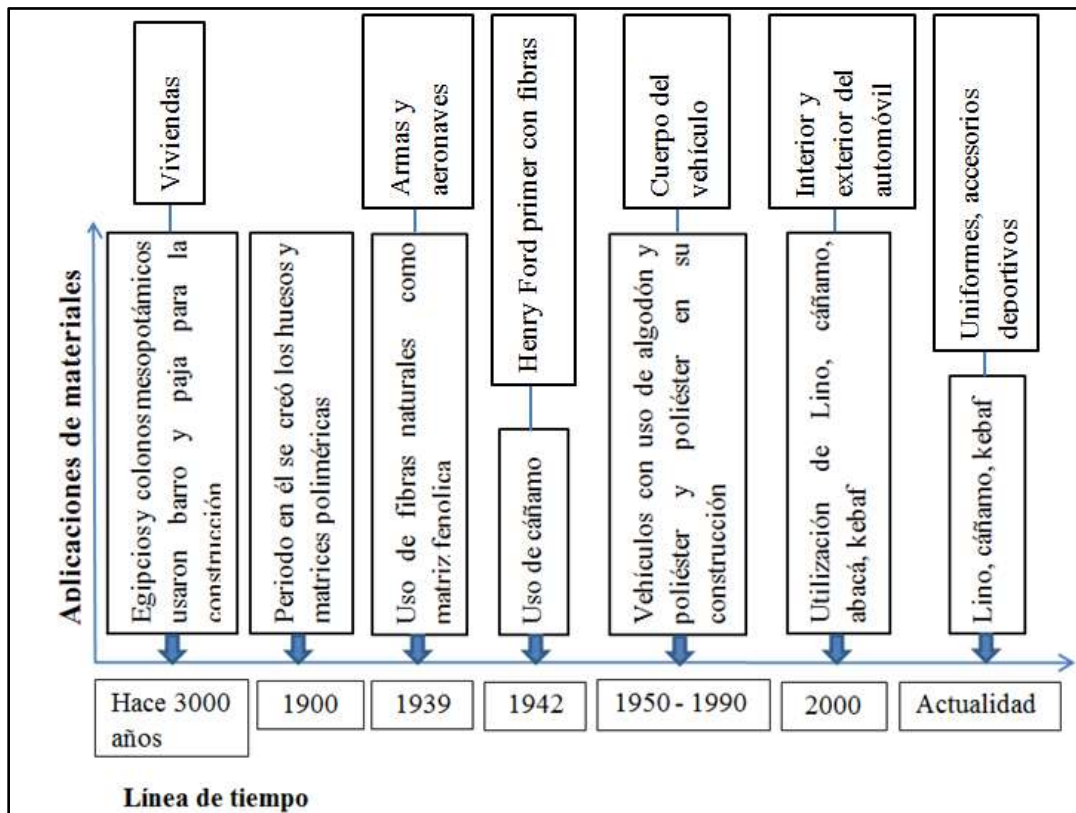 Viviendas
Armas y
aeronaves
Henry Ford primer con fibras
Cuerpo del
vehículo
Interior y
exterior del
automóvil
Uniformes, accesorios
deportivos
Aplicaciones de materiales
Egipcios y colonos mesopotámicos
usaron barro y paja para la
construcción
Periodo en él se creó los huesos y
matrices poliméricas
Uso de fibras naturales como
matriz fenolica
Uso de cáñamo
Vehículos con uso de algodón y
poliéster y poliéster en su
construcción
Utilización de Lino, cáñamo,
abacá, kebaf
Lino, cáñamo, kebaf
Hace 3000
años
1900
1939
1942
1950 - 1990
2000
Actualidad
Línea de tiempo